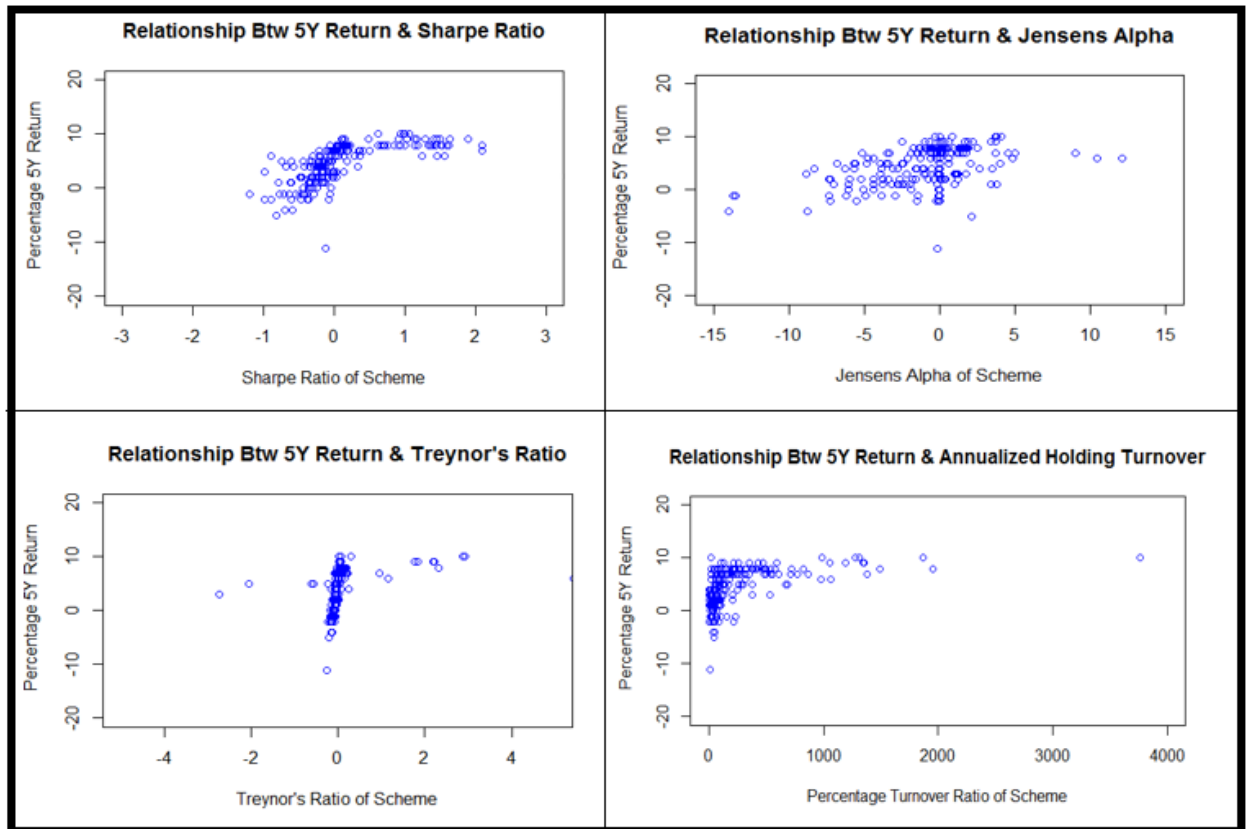 Relationship Btw 5Y Return & Sharpe Ratio
Percentage 5Y Return
20
10
0
-10
-20
-3 -2 -1 0 1 2 3
Sharpe Ratio of Scheme
Relationship Btw 5Y Return & Jensens Alpha
Percentage 5Y Return
20
10
0
-10
-20
-15 -10 -5 0 5 10 15
Jensens Alpha of Scheme
Relationship Btw 5Y Return & Treynor's Ratio
Percentage 5Y Return
20
10
0
-10
-20
-4 -2 0 2 4
Treynor's Ratio of Scheme
Relationship Btw 5Y Return & Annualized Holding Turnover
Percentage 5Y Return
20
10
0
-10
-20
0 1000 2000 3000 4000
Percentage Turnover Ratio of Scheme